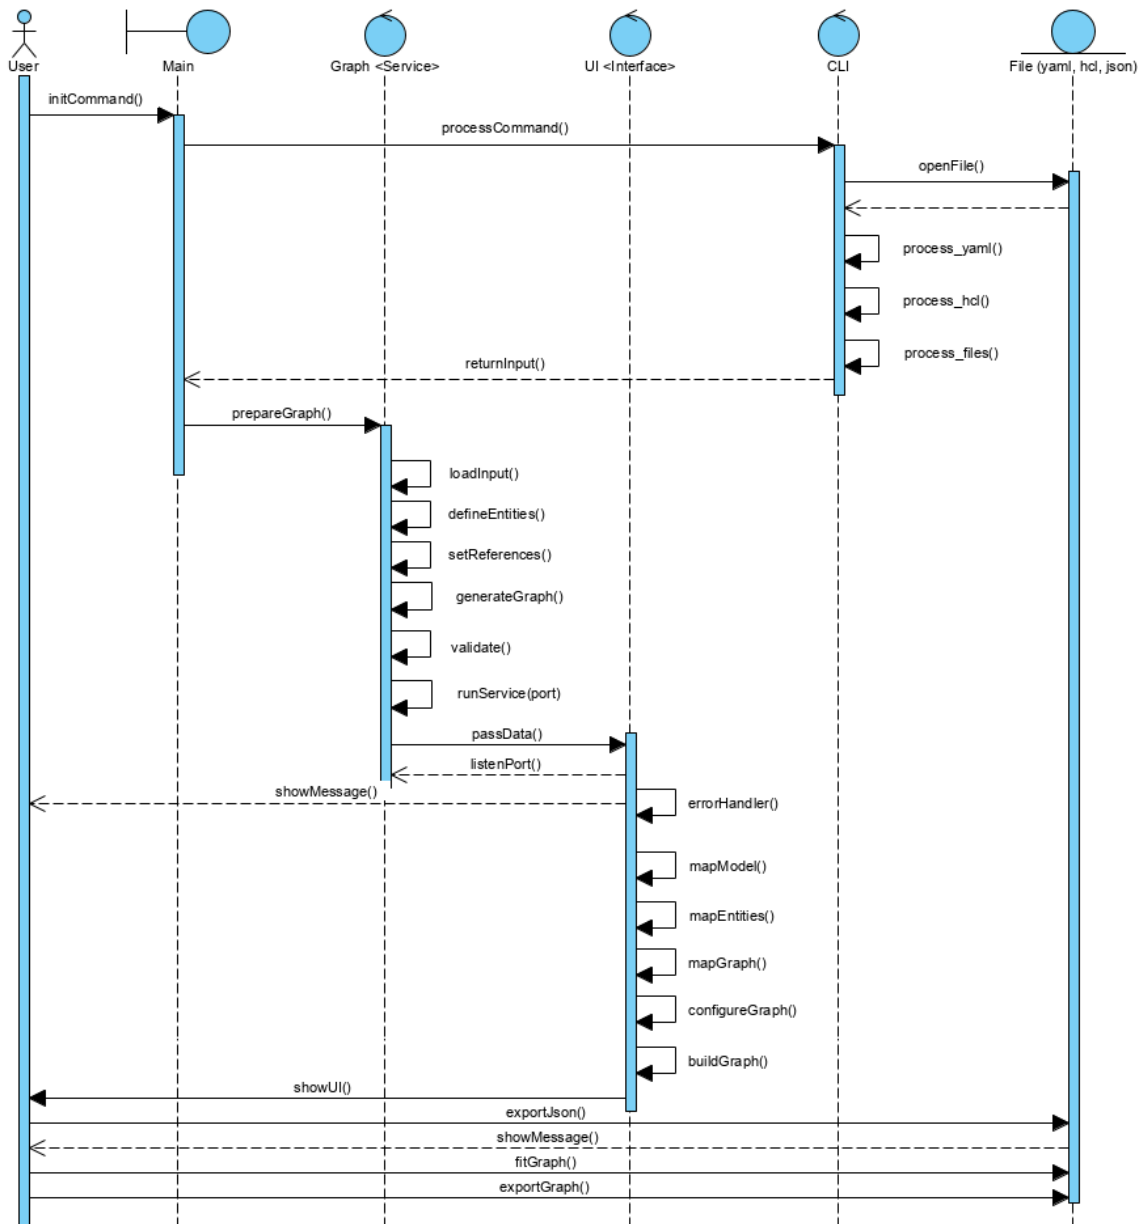 User
Main
Graph <Service>
UI <Interface>
CLI
File (yaml, hcl, json)
initCommand()
processCommand()
openFile()
process_yaml()
process_hcl()
process_files()
returnInput()
prepareGraph()
loadInput()
defineEntities()
setReferences()
generateGraph()
validate()
runService(port)
passData()
listenPort()
showMessage()
errorHandler()
mapModel()
mapEntities()
mapGraph()
configureGraph()
buildGraph()
showUI()
exportJson()
showMessage()
fitGraph()
exportGraph()